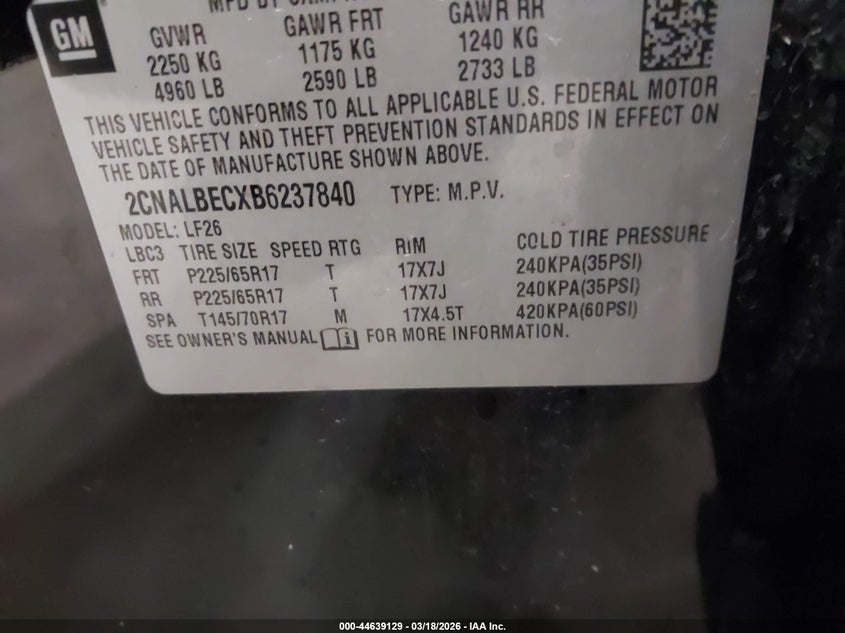 GM
MFD BY
GVWR GAWR FRT GAWR RR
2250 KG 1175 KG 1240 KG
4960 LB 2590 LB 2733 LB
THIS VEHICLE CONFORMS TO ALL APPLICABLE U.S. FEDERAL MOTOR
VEHICLE SAFETY AND THEFT PREVENTION STANDARDS IN EFFECT ON
THE DATE OF MANUFACTURE SHOWN ABOVE.
2CNALBECXB6237840 TYPE: M.P.V.
MODEL: LF26
LBC3 TIRE SIZE SPEED RTG RIM COLD TIRE PRESSURE
FRT P225/65R17 T 17X7J 240KPA(35PSI)
RR P225/65R17 T 17X7J 240KPA(35PSI)
SPA T145/70R17 M 17X4.5T 420KPA(60PSI)
SEE OWNER'S MANUAL FOR MORE INFORMATION.
000-44639129 - 03/18/2026 - IAA Inc.